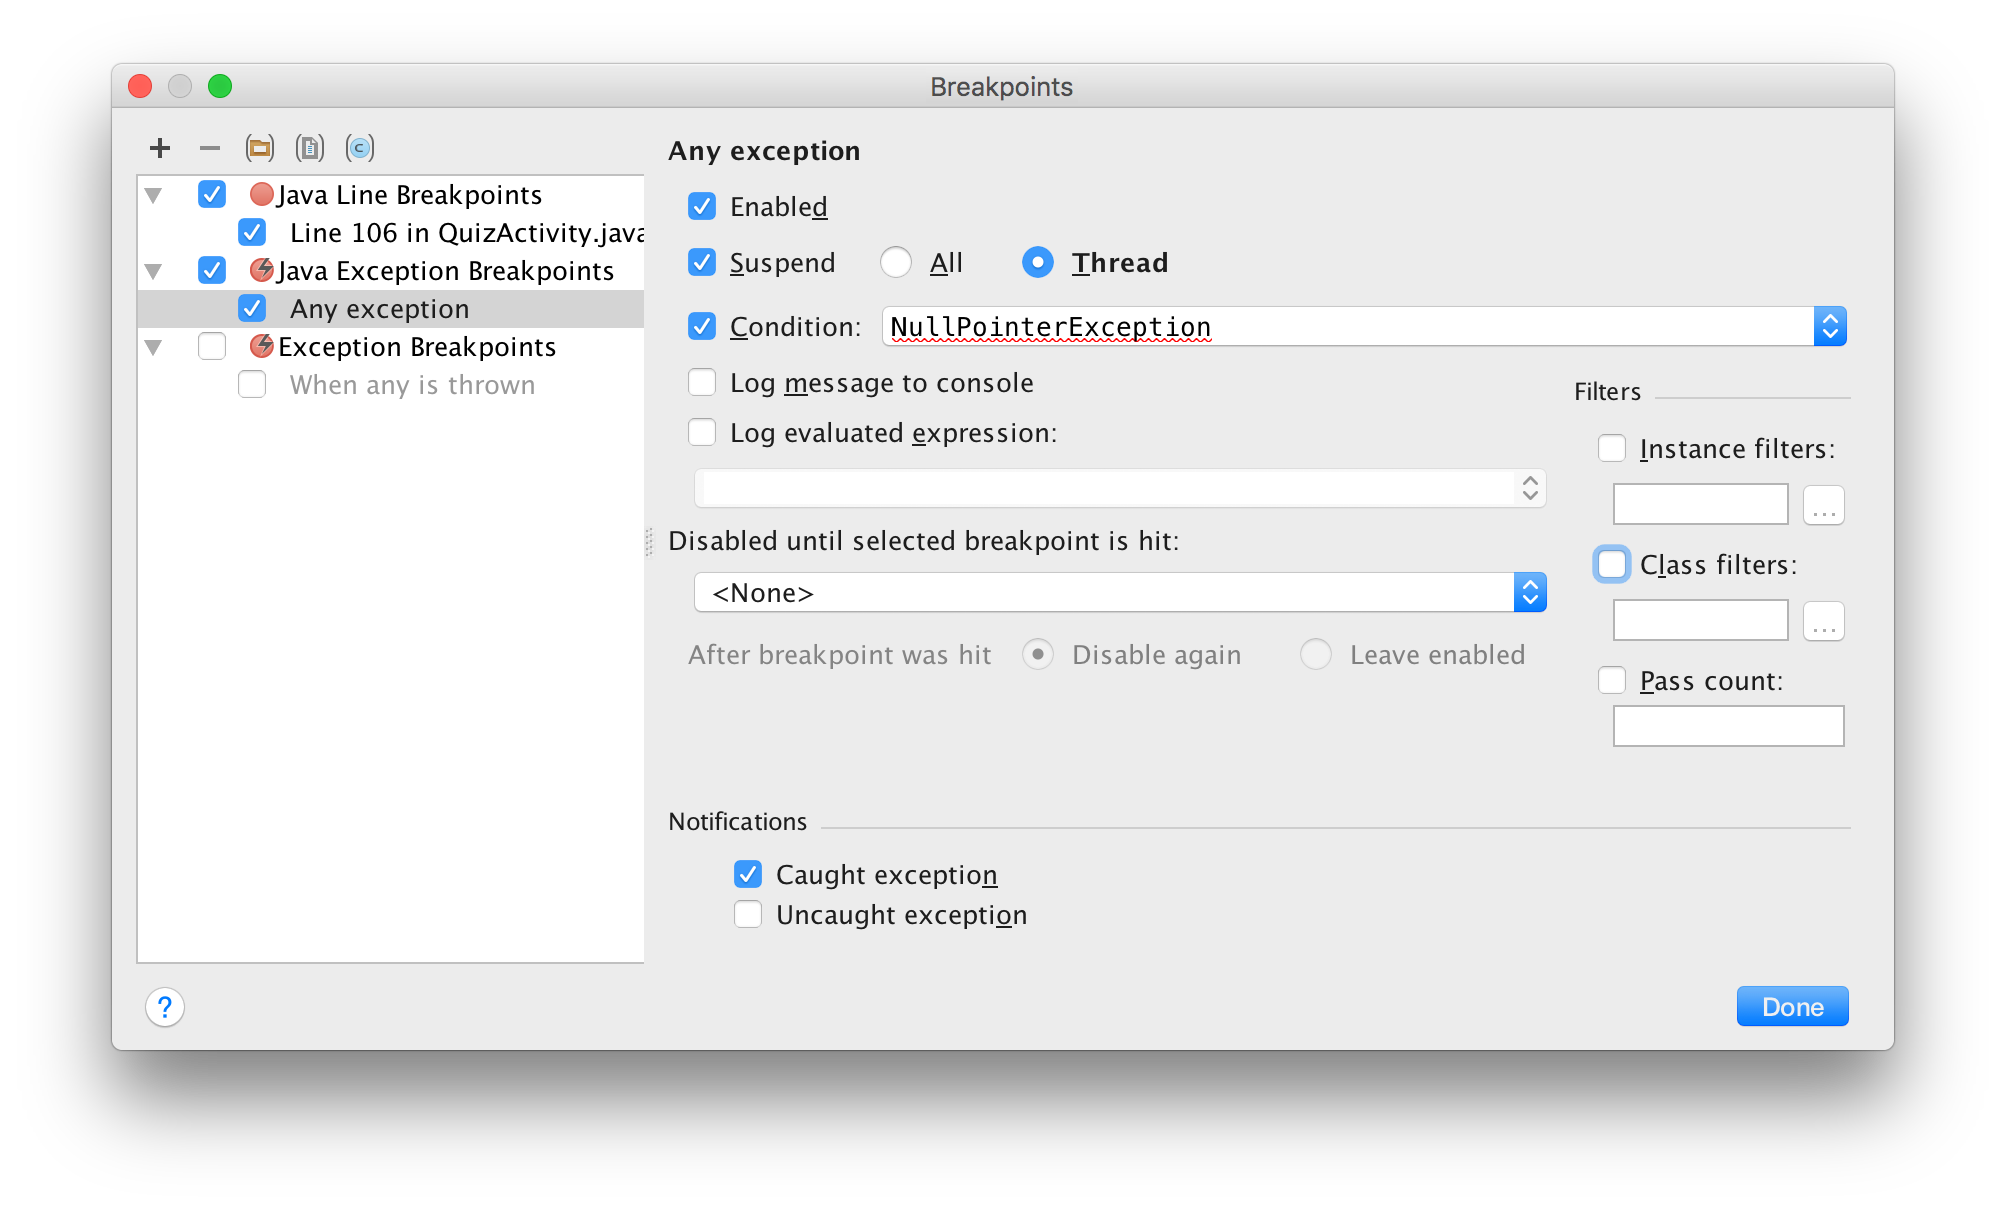 Breakpoints
Java Line Breakpoints
Line 106 in QuizActivity.java
Java Exception Breakpoints
Any exception
Exception Breakpoints
When any is thrown
Any exception
Enabled
Suspend All Thread
Condition: NullPointerException
Log message to console
Log evaluated expression:
Disabled until selected breakpoint is hit:
<None>
After breakpoint was hit Disable again Leave enabled
Filters
Instance filters:
...
Class filters:
...
Pass count:
Notifications
Caught exception
Uncaught exception
?
Done